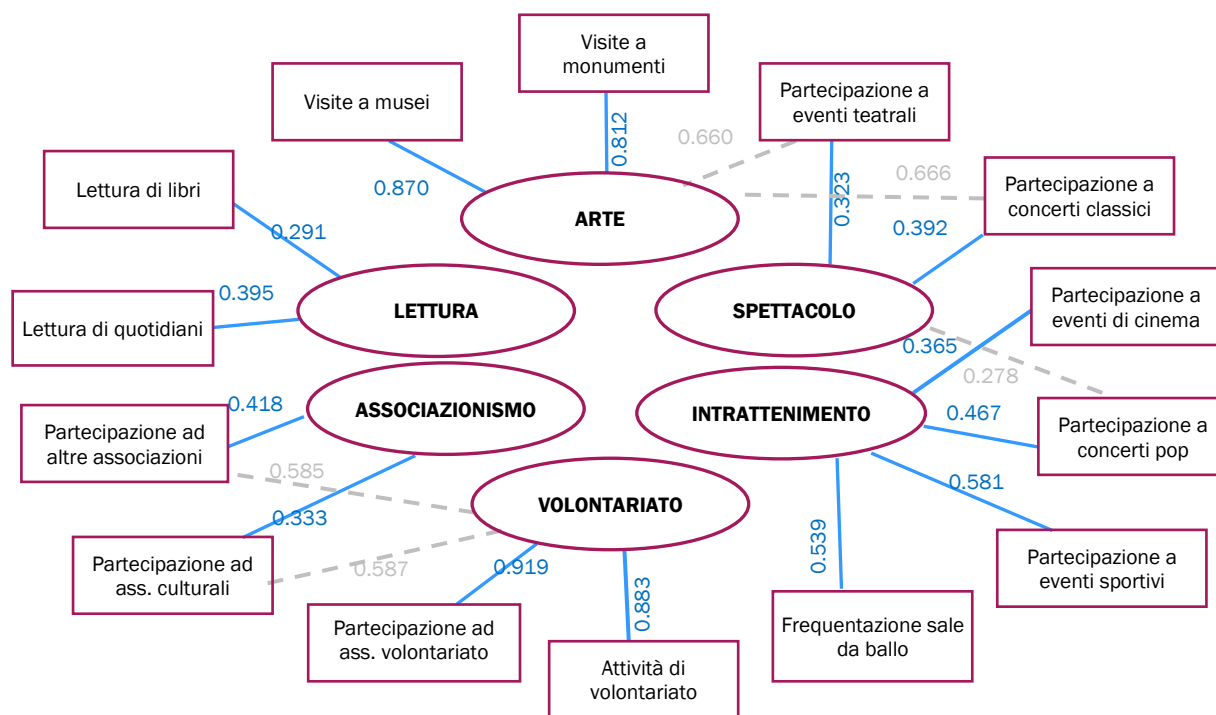 Visite a
monumenti
Visite a musei
Partecipazione a
eventi teatrali
0.660
0.812
0.870
0.323
0.666
Lettura di libri
Partecipazione a
concerti classici
0.291
ARTE
0.392
0.395
Lettura di quotidiani
LETTURA
SPETTACOLO
Partecipazione a
eventi di cinema
0.365
0.278
0.418
ASSOCIAZIONISMO
INTRATTENIMENTO
0.467
Partecipazione ad
altre associazioni
Partecipazione a
concerti pop
0.585
0.581
0.333
VOLONTARIATO
0.539
Partecipazione ad
ass. culturali
0.587
0.919
0.883
Partecipazione a
eventi sportivi
Partecipazione ad
ass. volontariato
Frequentazione sale
da ballo
Attività di
volontariato